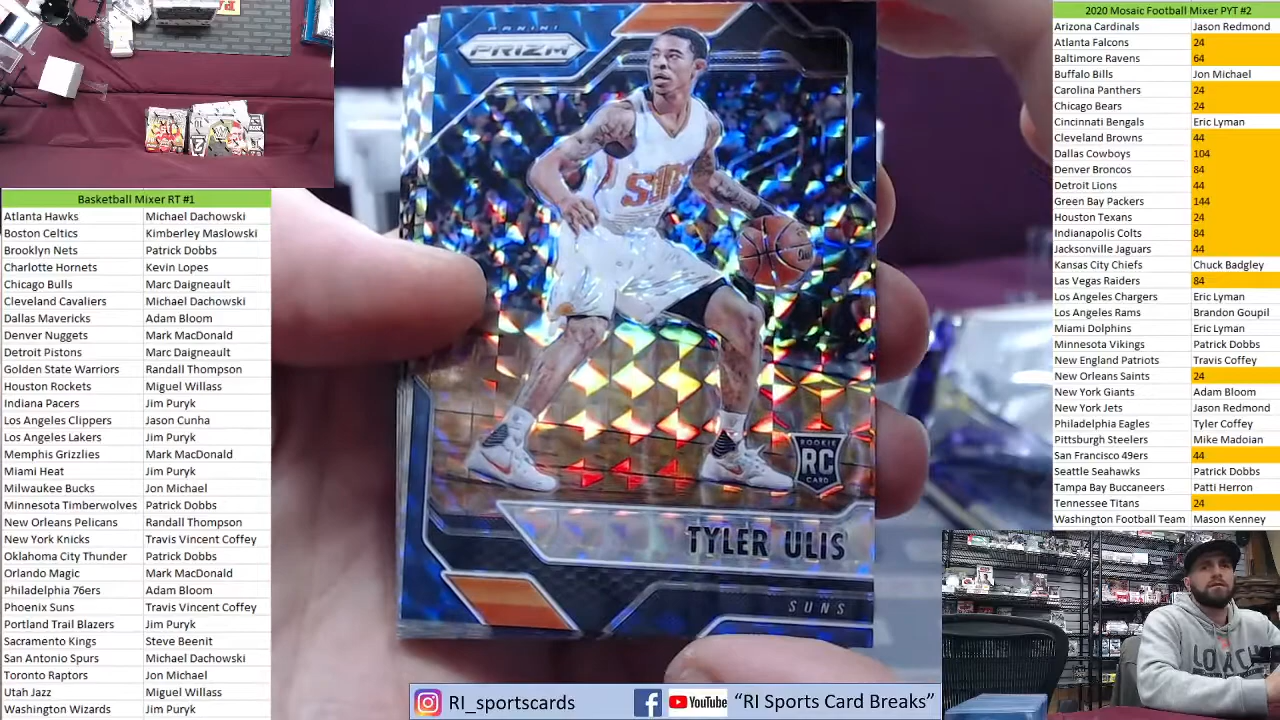 Basketball Mixer RT #1
Atlanta Hawks Michael Dachowski
Boston Celtics Kimberley Maslowski
Brooklyn Nets Patrick Dobbs
Charlotte Hornets Kevin Lopes
Chicago Bulls Marc Daigneault
Cleveland Cavaliers Michael Dachowski
Dallas Mavericks Adam Bloom
Denver Nuggets Mark MacDonald
Detroit Pistons Marc Daigneault
Golden State Warriors Randall Thompson
Houston Rockets Miguel Willass
Indiana Pacers Jim Puryk
Los Angeles Clippers Jason Cunha
Los Angeles Lakers Jim Puryk
Memphis Grizzlies Mark MacDonald
Miami Heat Jim Puryk
Milwaukee Bucks Jon Michael
Minnesota Timberwolves Patrick Dobbs
New Orleans Pelicans Randall Thompson
New York Knicks Travis Vincent Coffey
Oklahoma City Thunder Patrick Dobbs
Orlando Magic Mark MacDonald
Philadelphia 76ers Adam Bloom
Phoenix Suns Travis Vincent Coffey
Portland Trail Blazers Jim Puryk
Sacramento Kings Steve Beenit
San Antonio Spurs Michael Dachowski
Toronto Raptors Jon Michael
Utah Jazz Miguel Willass
Washington Wizards Jim Puryk
PANINI
PRIZM
SUNS
ROOKIE
RC
CARD
TYLER ULIS
SUNS
RI_sportscards YouTube "RI Sports Card Breaks"
2020 Mosaic Football Mixer PYT #2
Arizona Cardinals Jason Redmond
Atlanta Falcons 24
Baltimore Ravens 64
Buffalo Bills Jon Michael
Carolina Panthers 24
Chicago Bears 24
Cincinnati Bengals Eric Lyman
Cleveland Browns 44
Dallas Cowboys 104
Denver Broncos 84
Detroit Lions 44
Green Bay Packers 144
Houston Texans 24
Indianapolis Colts 84
Jacksonville Jaguars 44
Kansas City Chiefs Chuck Badgley
Las Vegas Raiders 84
Los Angeles Chargers Eric Lyman
Los Angeles Rams Brandon Goupil
Miami Dolphins Eric Lyman
Minnesota Vikings Patrick Dobbs
New England Patriots Travis Coffey
New Orleans Saints 24
New York Giants Adam Bloom
New York Jets Jason Redmond
Philadelphia Eagles Tyler Coffey
Pittsburgh Steelers Mike Madoian
San Francisco 49ers 44
Seattle Seahawks Patrick Dobbs
Tampa Bay Buccaneers Patti Herron
Tennessee Titans 24
Washington Football Team Mason Kenney